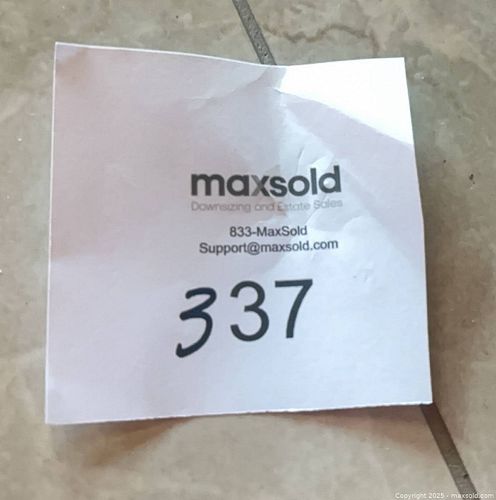 maxsold
Downsizing and Estate Sales
833-MaxSold
Support@maxsold.com
337
Copyright 2025 - maxsold.com